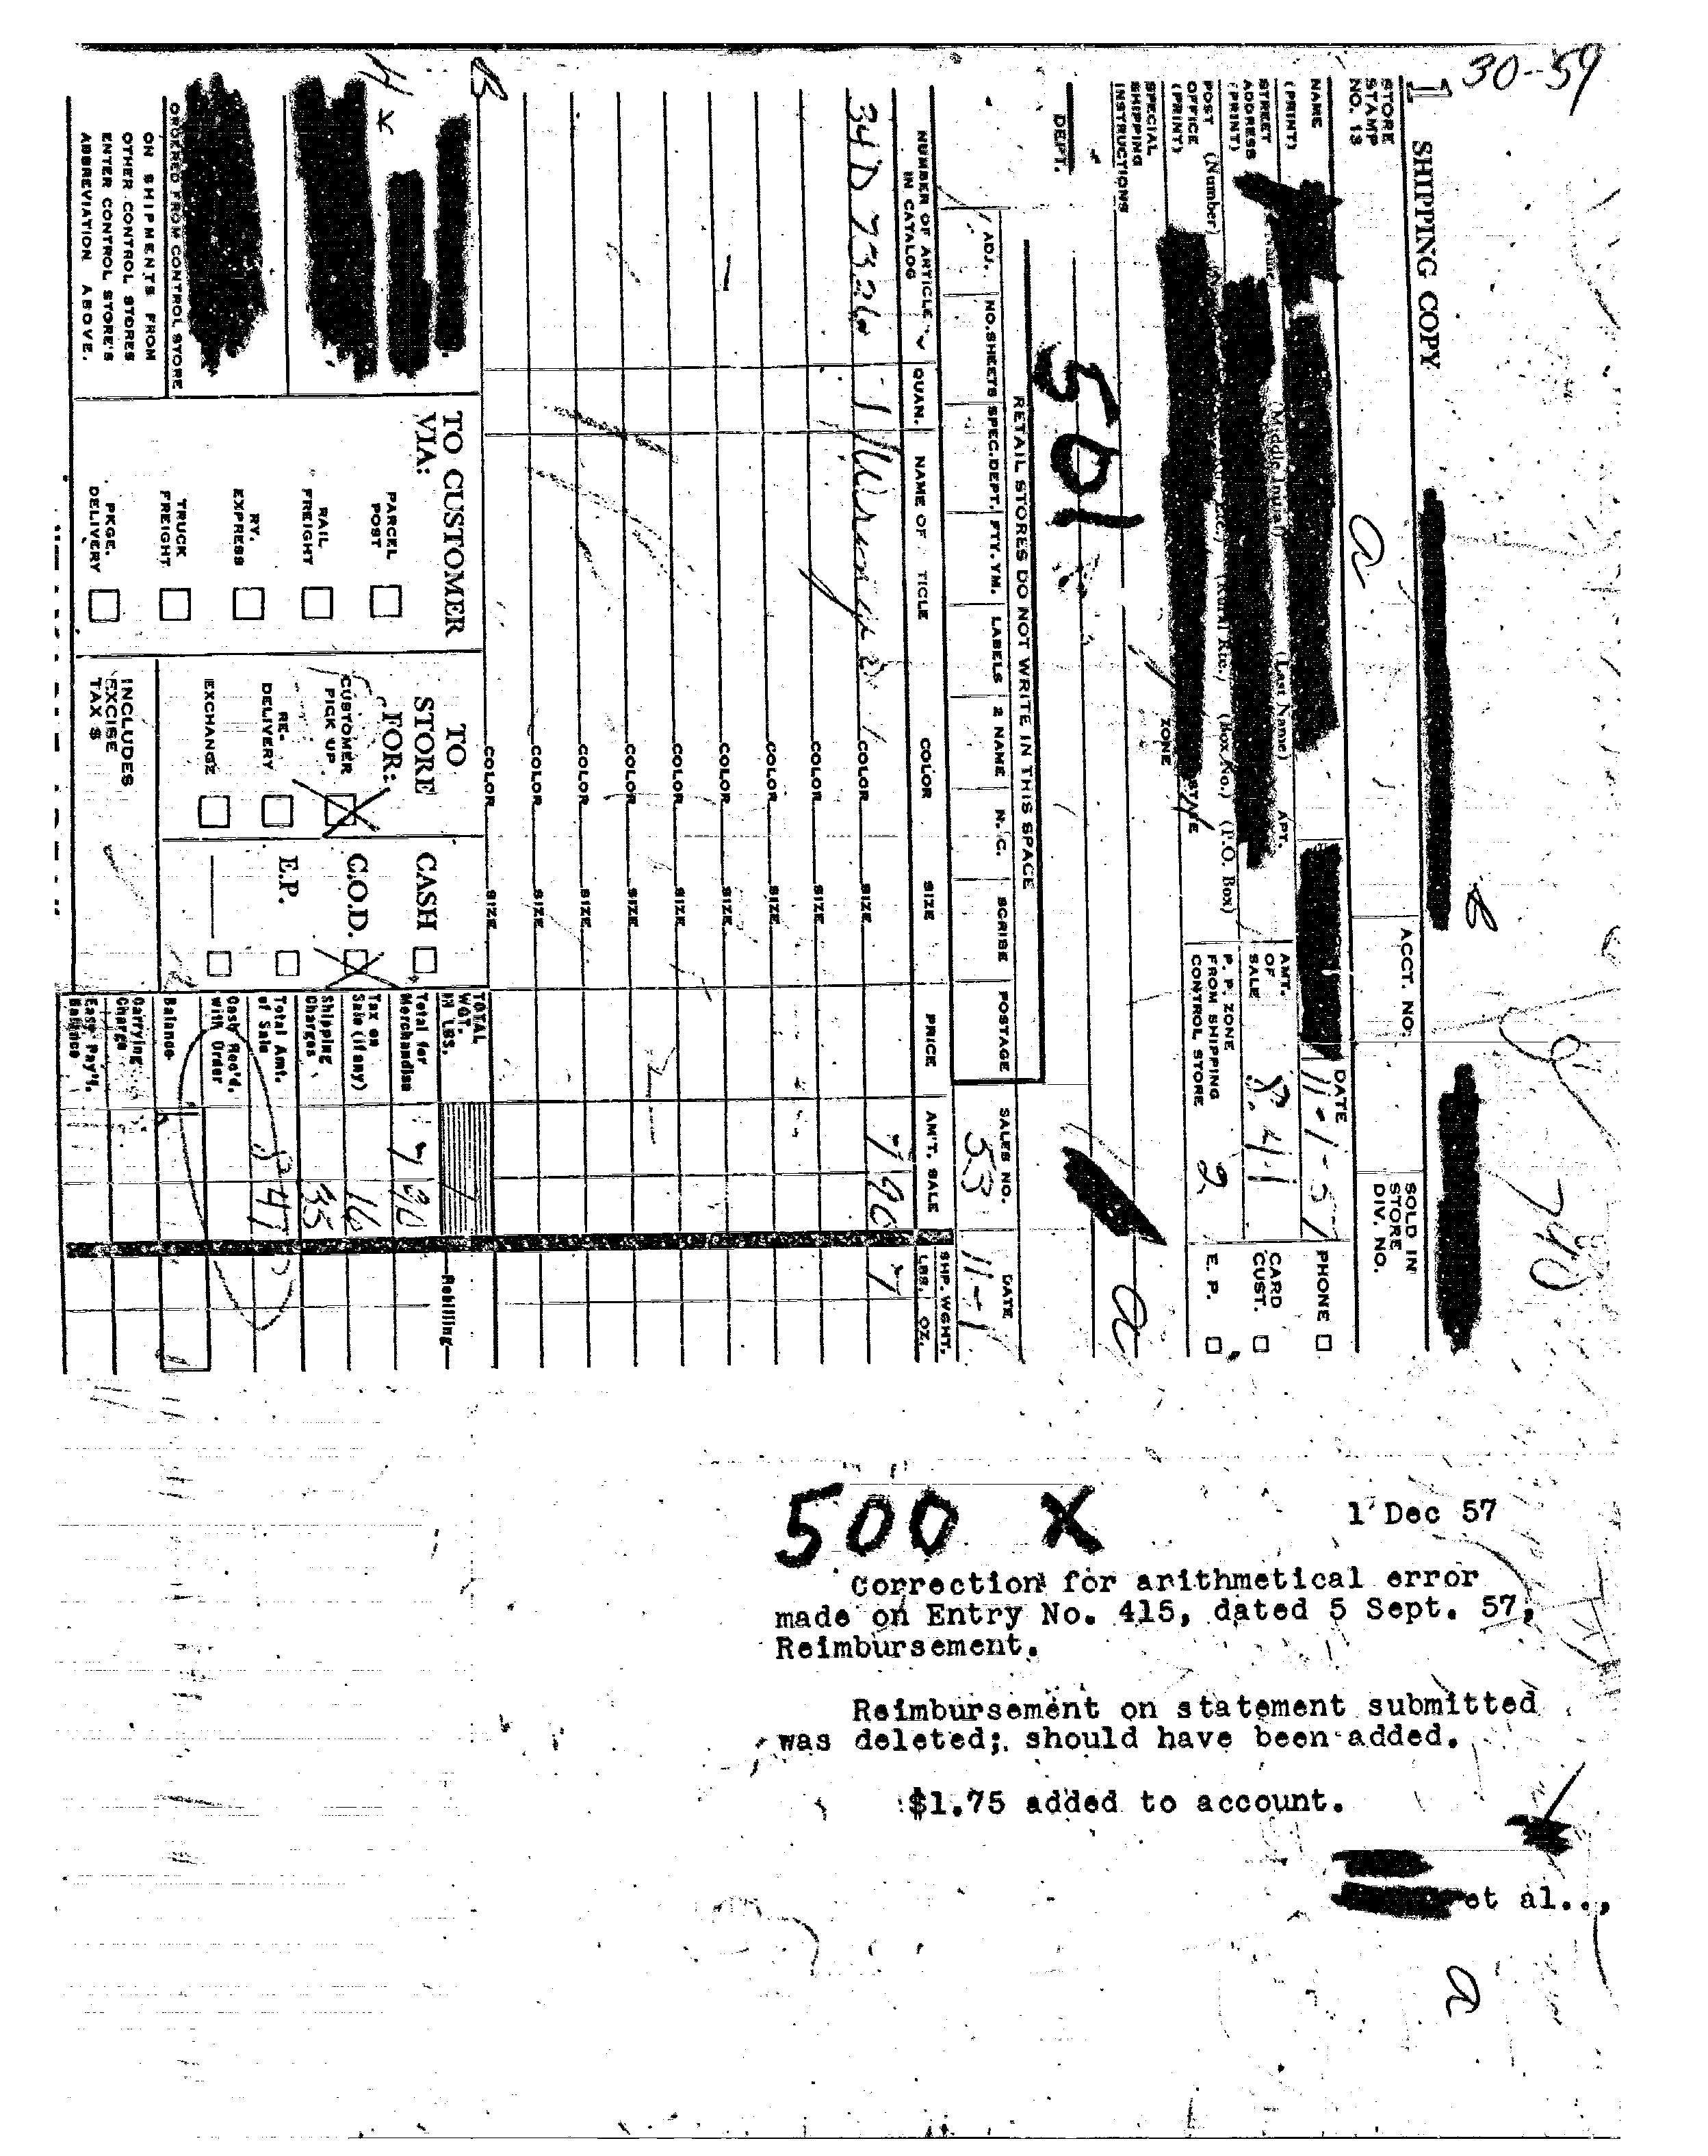 30--59
1 SHIPPING COPY
STORE
STAMP
NO. 13
a
ACCT. NO.
SOLD IN
STORE
DIV. NO.
NAME
(PRINT)
(Middle Initial) (Last Name)
DATE
11-1-57
PHONE
STREET
ADDRESS
(PRINT)
APT.
AMT.
OF
SALE
8.41
CARD
CUST.
POST
OFFICE
(PRINT)
(Number) (Rural Rte.) (Box No.) (P.O. Box)
ZONE STATE
P. P. ZONE
FROM SHIPPING
CONTROL STORE
2
E. P.
SPECIAL
SHIPPING
INSTRUCTIONS
a
501
DEPT.
RETAIL STORES DO NOT WRITE IN THIS SPACE
ADJ. NO.SHEETS SPEC.DEPT. FTY.YM. LABELS 2 NAME N. C. SCRIBE POSTAGE
SALES NO.
53
DATE
11-1
NUMBER OF ARTICLE
IN CATALOG
QUAN. NAME OF TICLE COLOR SIZE PRICE AM'T. SALE
SHP. WGHT.
LBS. OZ.
34D 7326 1 COLOR SIZE 7 90 7
COLOR SIZE
COLOR SIZE
COLOR SIZE
COLOR SIZE
COLOR SIZE
COLOR SIZE
COLOR SIZE
COLOR SIZE
ORDERED FROM CONTROL STORE
ON SHIPMENTS FROM
OTHER CONTROL STORES
ENTER CONTROL STORE'S
ABBREVIATION ABOVE.
TO CUSTOMER
VIA:
PARCEL
POST
RAIL
FREIGHT
RY.
EXPRESS
TRUCK
FREIGHT
PKGE.
DELIVERY
TO
STORE
FOR:
CUSTOMER
PICK UP
RE-
DELIVERY
EXCHANGE
INCLUDES
EXCISE
TAX $
CASH
C.O.D.
E.P.
TOTAL
WGT.
IN LBS.
7
Rebilling
Total for
Merchandise
7 90
Tax on
Sale (if any)
16
Shipping
Charges
35
Total Amt.
of Sale
8 41
Cash Rec'd.
with Order
Balance
Carrying
Charge
Easy Pay't.
Balance
500 X
1 Dec 57
Correction for arithmetical error
made on Entry No. 415, dated 5 Sept. 57,
Reimbursement.
Reimbursement on statement submitted
was deleted; should have been added.
$1.75 added to account.
et al..,
a